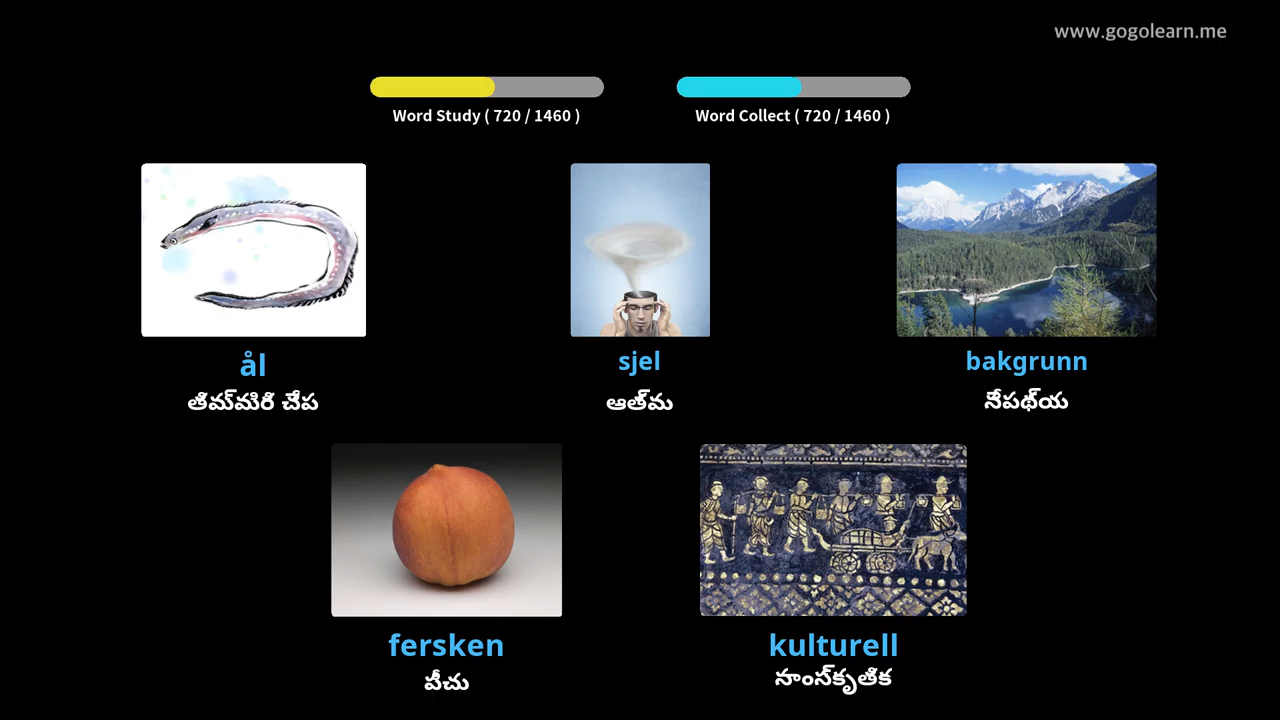 www.gogolearn.me
Word Study ( 720 / 1460 )
Word Collect ( 720 / 1460 )
ål
sjel
bakgrunn
తిమ్మిరి చేప
ఆత్మ
నేపథ్య
fersken
kulturell
పీచు
సాంస్కృతిక